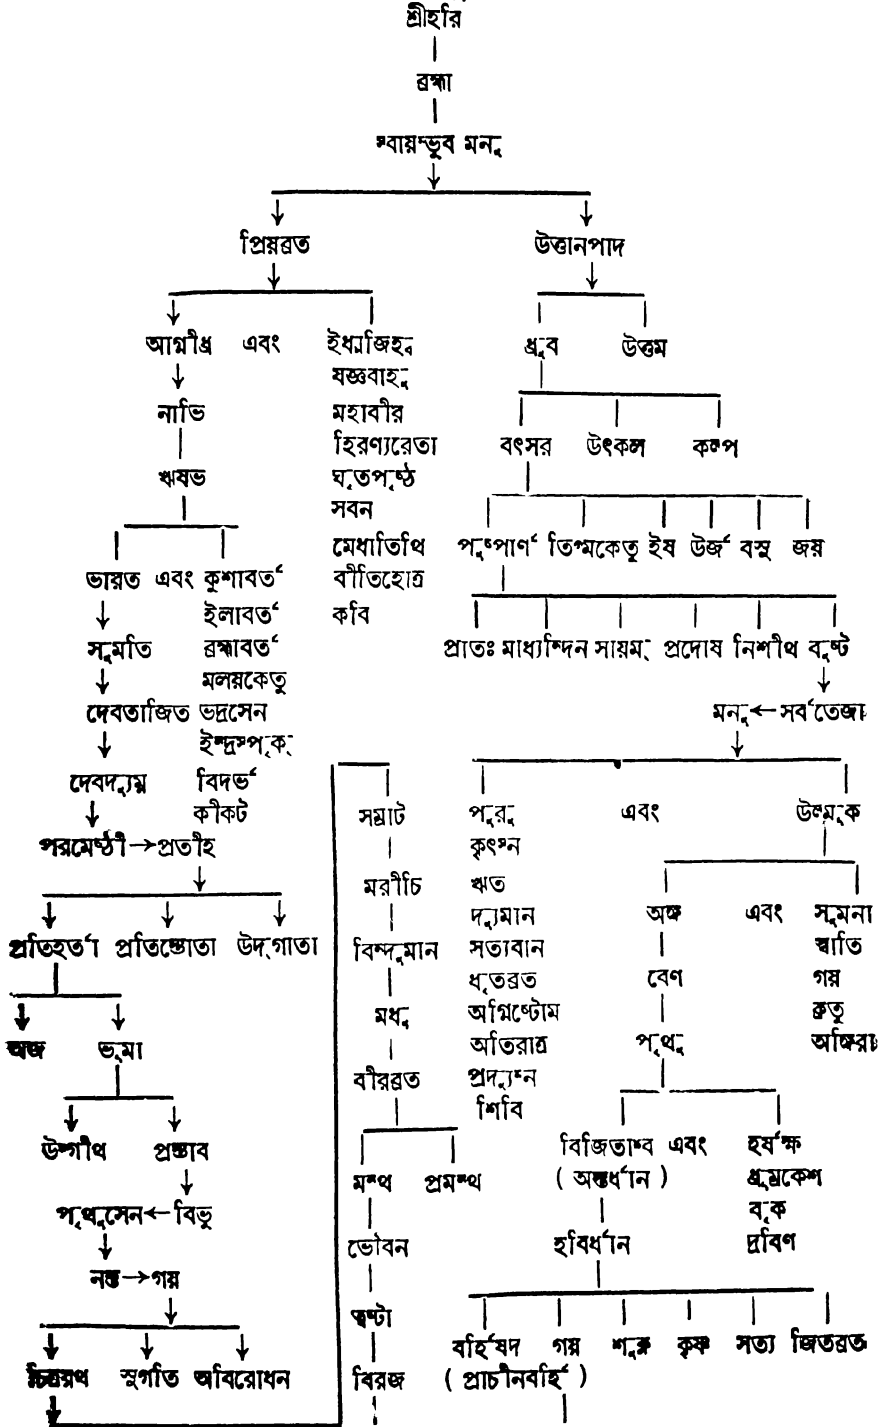 শ্রীহরি
ব্রহ্মা
স্বায়ম্ভুব মনু
প্রিয়ব্রত উত্তানপাদ
আগ্নীধ্র এবং ইধ্মজিহ্ব ধ্রুব উত্তম
যজ্ঞবাহু
নাভি মহাবীর
হিরণ্যরেতা বৎসর উৎকল কল্প
ঋষভ ঘৃতপৃষ্ঠ
সবন
মেধাতিথি পুষ্পার্ণ তিগ্মকেতু ইষ ঊর্জ বসু জয়
ভারত এবং কুশাবর্ত বীতিহোত্র
ইলাবর্ত কবি
সুমতি ব্রহ্মাবর্ত প্রাতঃ মাধ্যন্দিন সায়ম্ প্রদোষ নিশীথ ব্যুষ্ট
মলয়কেতু
দেবতাজিত ভদ্রসেন মনু সর্বতেজা
ইন্দ্রস্পৃক্
দেবদ্যুম্ন বিদর্ভ
কীকট সম্রাট পুরু এবং উল্মুক
পরমেষ্ঠী প্রতীহ কৃৎস্ন
মরীচি ঋত
দ্যুমান অঙ্গ এবং সুমনা
প্রতিহর্তা প্রতিস্তোতা উদ্গাতা বিন্দুমান সত্যবান স্বাতি
ধৃতব্রত বেণ গয়
মধু অগ্নিষ্টোম ক্রতু
অজ ভূমা অতিরাত্র পৃথু অঙ্গিরা
বীরব্রত প্রদ্যুম্ন
শিবি
উদ্গীথ প্রস্তাব বিজিতাশ্ব এবং হর্যক্ষ
মন্থু প্রমন্থু (অন্তর্ধান) ধূম্রকেশ
পৃথুসেন বিভু বৃক
ভৌবন হবির্ধান দ্রবিণ
নক্ত গয়
ত্বষ্টা
বর্হিষদ গয় শুক্ল কৃষ্ণ সত্য জিতব্রত
চিত্ররথ সুগতি অবিরোধন বিরজ (প্রাচীনবর্হি)